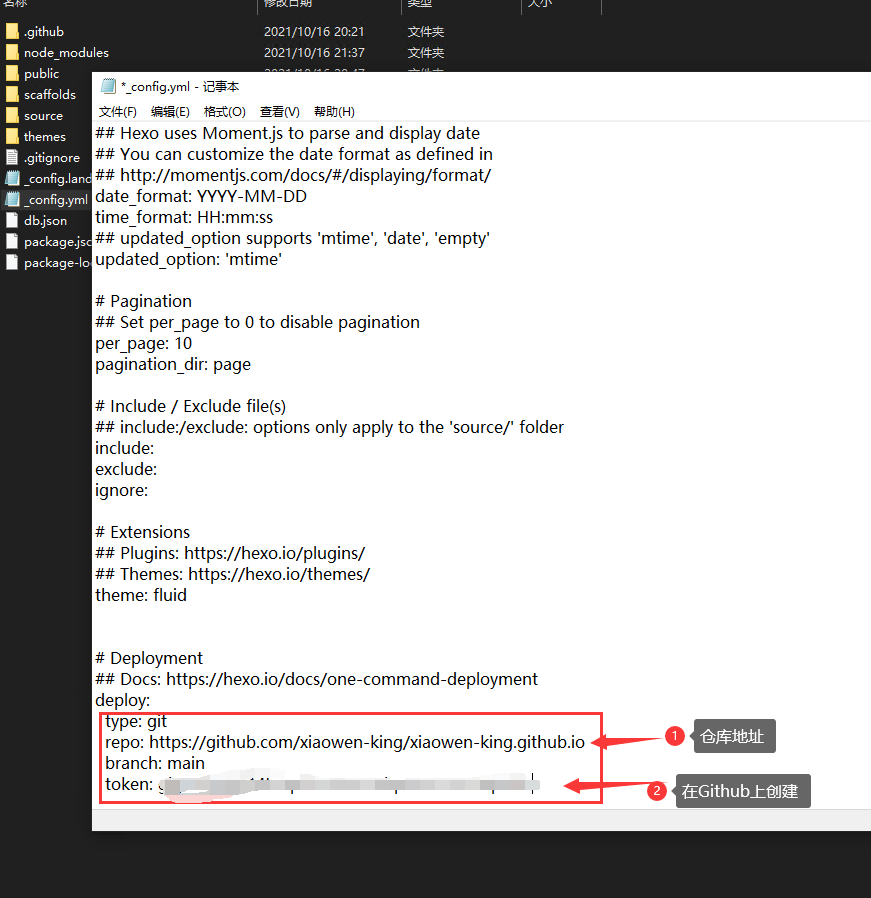 名称
修改日期
类型
大小
.github
2021/10/16 20:21
文件夹
node_modules
2021/10/16 21:37
文件夹
public
scaffolds
source
themes
.gitignore
_config.land
_config.yml
db.json
package.jso
package-lo
*_config.yml - 记事本
文件(F) 编辑(E) 格式(O) 查看(V) 帮助(H)
## Hexo uses Moment.js to parse and display date
## You can customize the date format as defined in
## http://momentjs.com/docs/#/displaying/format/
date_format: YYYY-MM-DD
time_format: HH:mm:ss
## updated_option supports 'mtime', 'date', 'empty'
updated_option: 'mtime'
# Pagination
## Set per_page to 0 to disable pagination
per_page: 10
pagination_dir: page
# Include / Exclude file(s)
## include:/exclude: options only apply to the 'source/' folder
include:
exclude:
ignore:
# Extensions
## Plugins: https://hexo.io/plugins/
## Themes: https://hexo.io/themes/
theme: fluid
# Deployment
## Docs: https://hexo.io/docs/one-command-deployment
deploy:
type: git
repo: https://github.com/xiaowen-king/xiaowen-king.github.io
1 仓库地址
branch: main
token:
2 在Github上创建